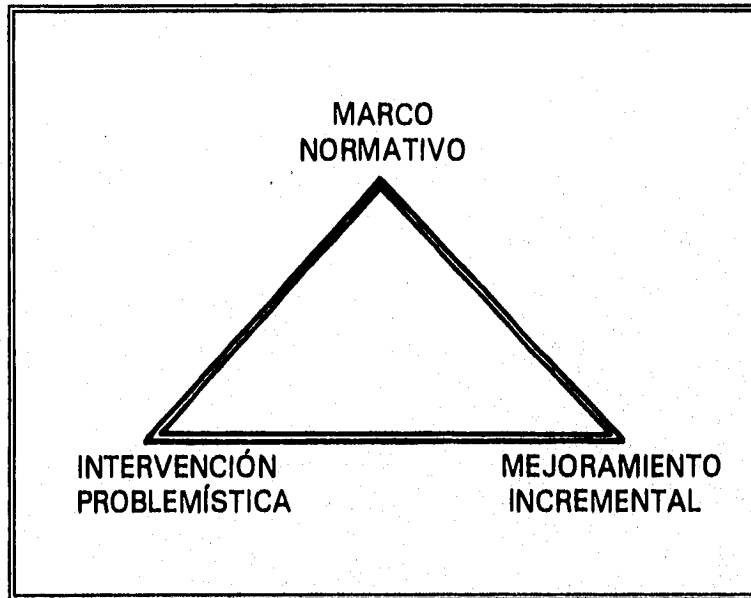 MARCO
NORMATIVO
INTERVENCIÓN
PROBLEMÍSTICA
MEJORAMIENTO
INCREMENTAL